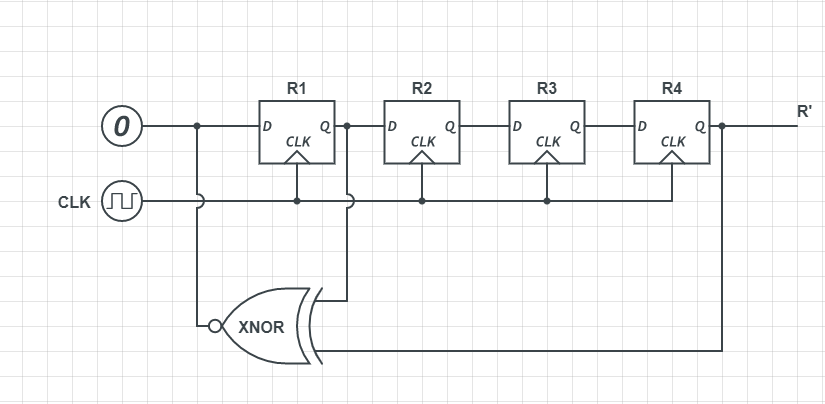 R1 R2 R3 R4
R'
0 D Q D Q D Q D Q
CLK CLK CLK CLK
CLK
XNOR